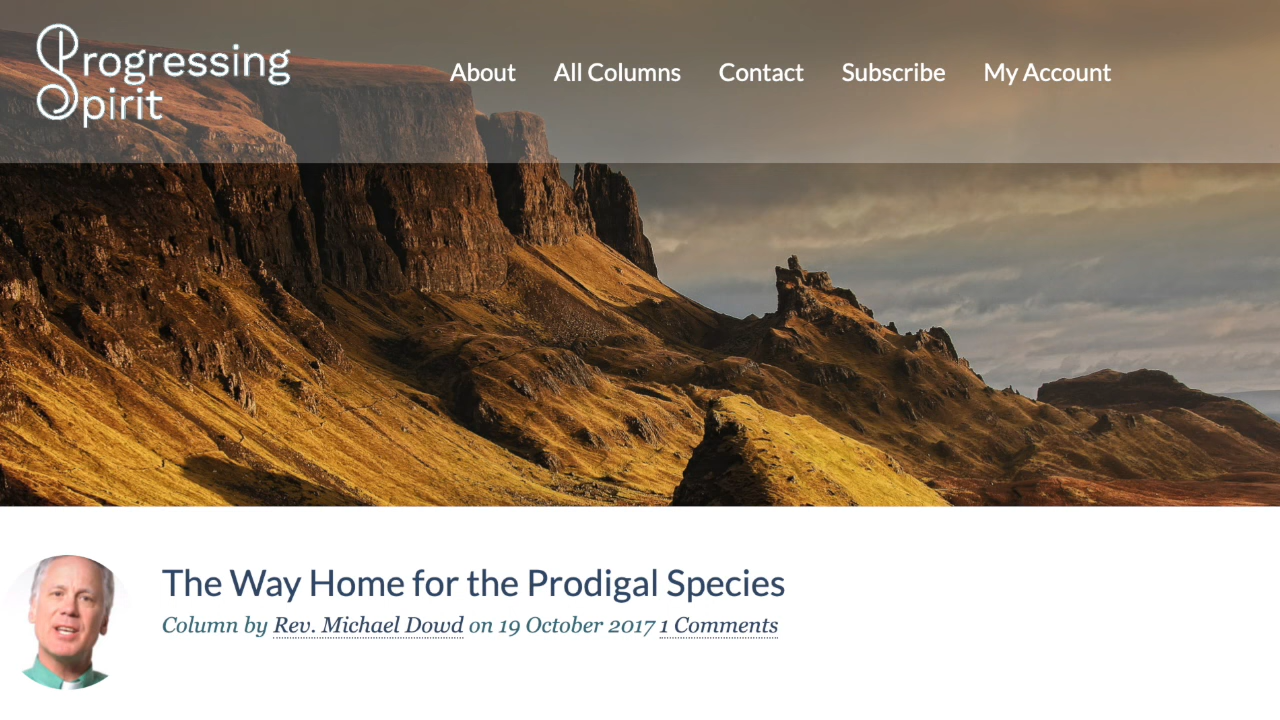 Progressing
Spirit
About All Columns Contact Subscribe My Account
The Way Home for the Prodigal Species
Column by Rev. Michael Dowd on 19 October 2017 1 Comments